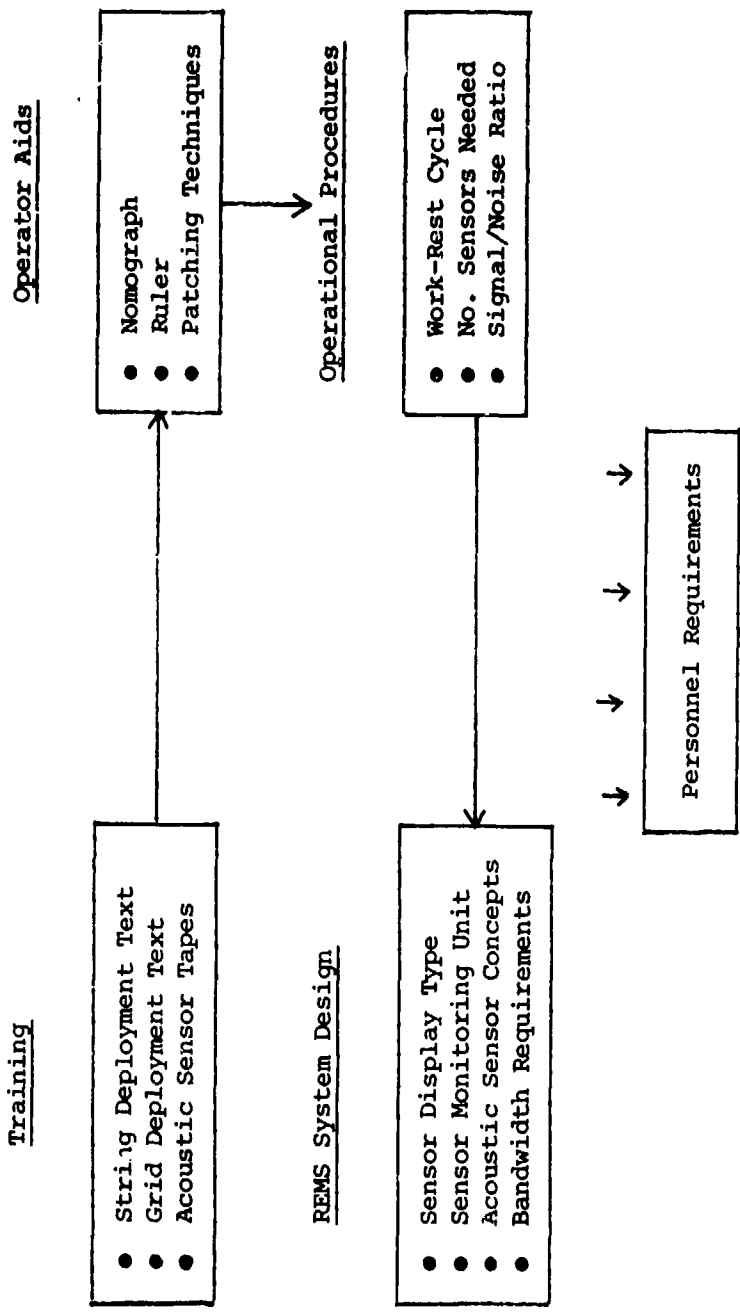 Training
● String Deployment Text
● Grid Deployment Text
● Acoustic Sensor Tapes
Operator Aids
● Nomograph
● Ruler
● Patching Techniques
REMS System Design
● Sensor Display Type
● Sensor Monitoring Unit
● Acoustic Sensor Concepts
● Bandwidth Requirements
Operational Procedures
● Work-Rest Cycle
● No. Sensors Needed
● Signal/Noise Ratio
Personnel Requirements